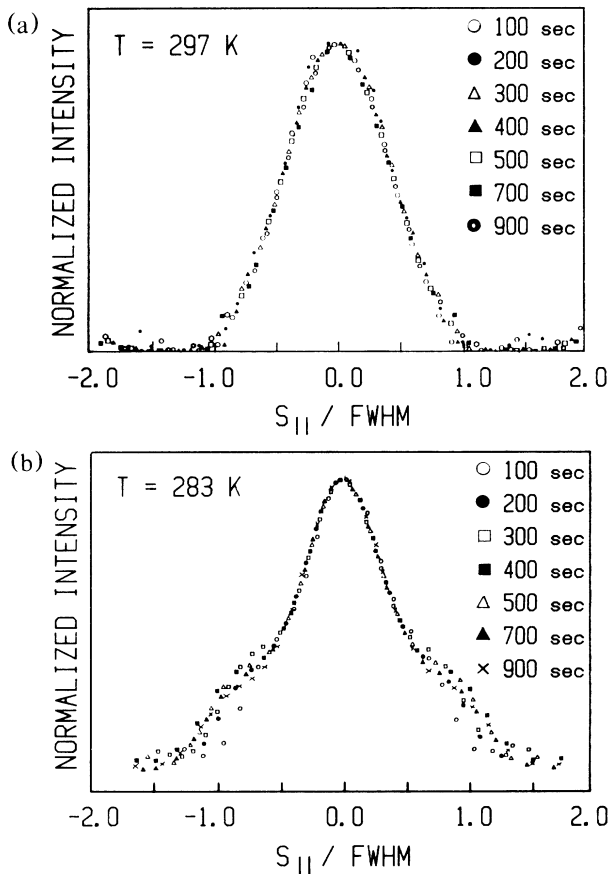 (a)
T = 297 K
NORMALIZED INTENSITY
100 sec
200 sec
300 sec
400 sec
500 sec
700 sec
900 sec
-2.0 -1.0 0.0 1.0 2.0
S|| / FWHM
(b)
T = 283 K
NORMALIZED INTENSITY
100 sec
200 sec
300 sec
400 sec
500 sec
700 sec
900 sec
-2.0 -1.0 0.0 1.0 2.0
S|| / FWHM